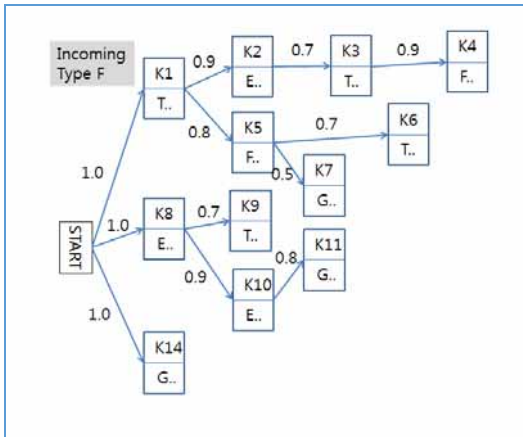 Incoming
Type F
K1
T..
0.9
K2
E..
0.7
K3
T..
0.9
K4
F..
0.8
K5
F..
0.7
K6
T..
0.5
K7
G..
1.0
START
1.0
K8
E..
0.7
K9
T..
0.9
K10
E..
0.8
K11
G..
1.0
K14
G..